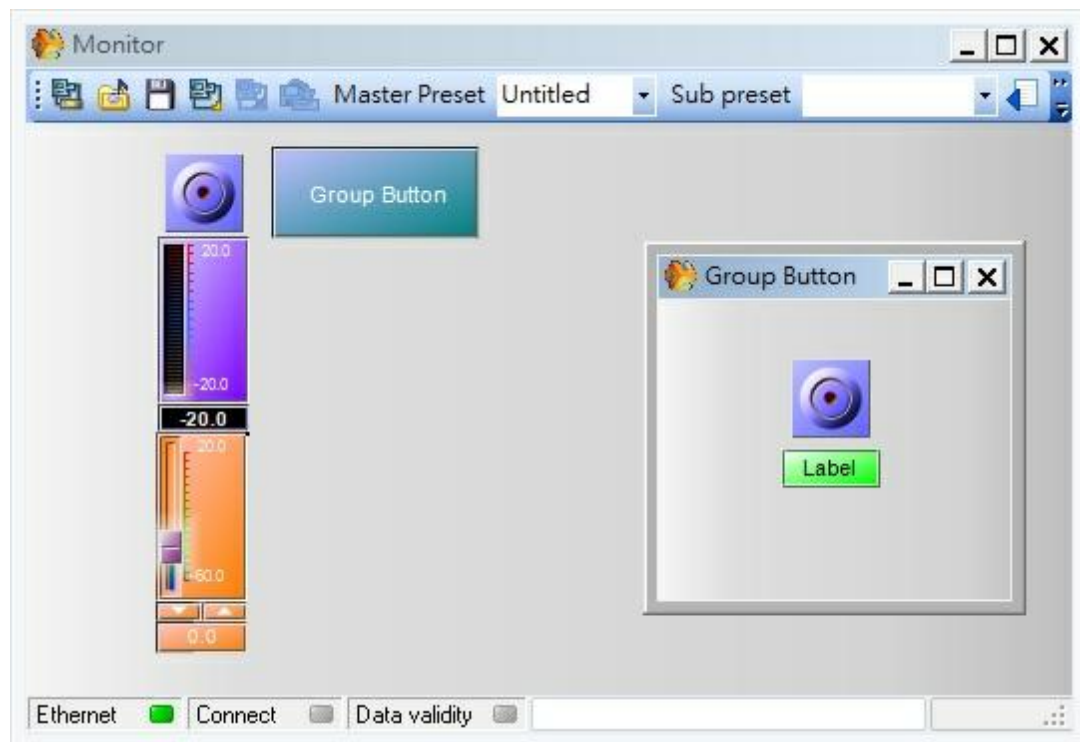 Monitor
Master Preset Untitled Sub preset
Group Button
20.0
-20.0
-20.0
20.0
-60.0
0.0
Group Button
Label
Ethernet Connect Data validity